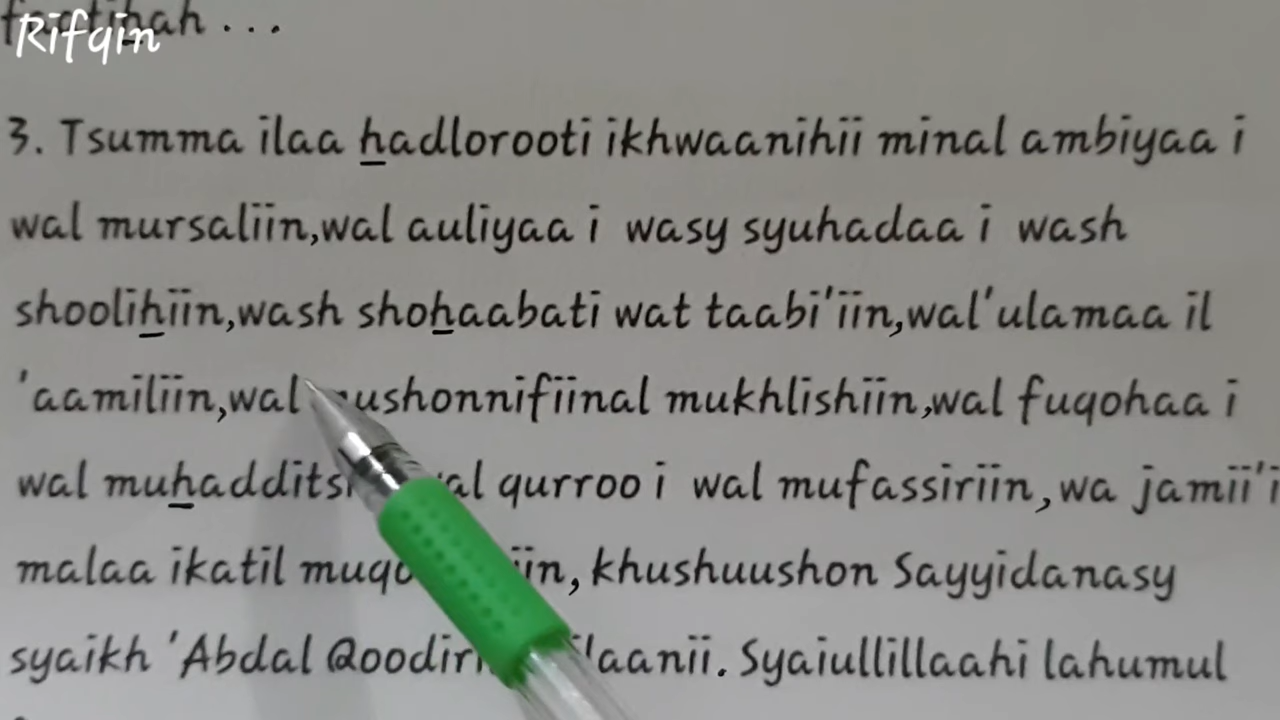 Rifqin
...
3. Tsumma ilaa hadlorooti ikhwaanihii minal ambiyaa i
wal mursaliin,wal auliyaa i wasy syuhadaa i wash
shoolihiin,wash shohaabati wat taabi'iin,wal'ulamaa il
'aamiliin,wal mushonnifiinal mukhlishiin,wal fuqohaa i
wal qurroo i wal mufassiriin,wa jamii'i
malaa ikatil khushuushon Sayyidanasy
syaikh 'Abdal Syaiullillaahi lahumul